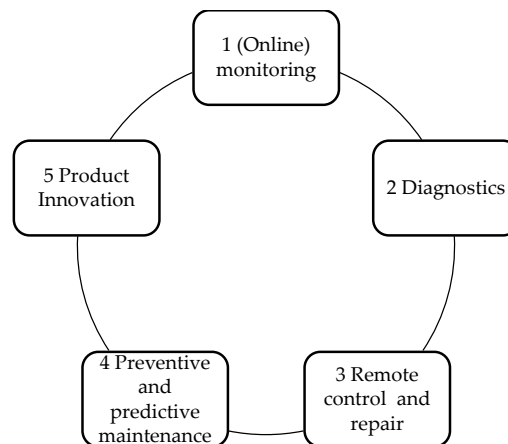 1 (Online)
monitoring
2 Diagnostics
3 Remote
control and
repair
4 Preventive
and
predictive
maintenance
5 Product
Innovation